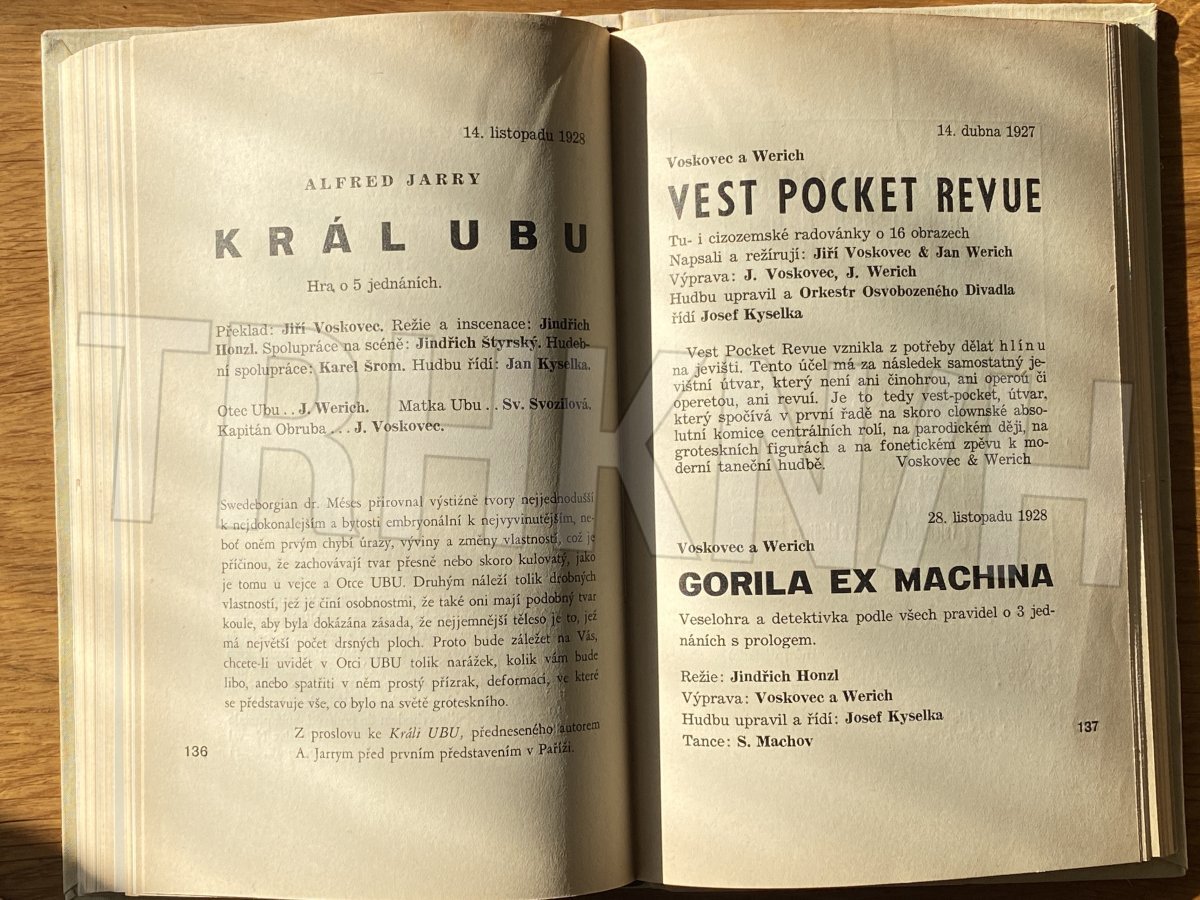 14. listopadu 1928
ALFRED JARRY
KRÁL UBU
Hra o 5 jednáních.
Překlad: Jiří Voskovec. Režie a inscenace: Jindřich
Honzl. Spolupráce na scéně: Jindřich Štyrský. Hudeb-
ní spolupráce: Karel Šrom. Hudbu řídí: Jan Kyselka.
Otec Ubu . . J. Werich. Matka Ubu . . Sv. Svozilová.
Kapitán Obruba . . . J. Voskovec.
Swedeborgian dr. Méses přirovnal výstižně tvory nejjednodušší
k nejdokonalejším a bytosti embryonální k nejvyvinutějším, ne-
boť oněm prvým chybí úrazy, výviny a změny vlastností, což je
příčinou, že zachovávají tvar přesně nebo skoro kulovatý, jako
je tomu u vejce a Otce UBU. Druhým náleží tolik drobných
vlastností, jež je činí osobnostmi, že také oni mají podobný tvar
koule, aby byla dokázána zásada, že nejjemnější těleso je to, jež
má největší počet drsných ploch. Proto bude záležet na Vás,
chcete-li uvidět v Otci UBU tolik narážek, kolik vám bude
libo, anebo spatřiti v něm prostý přízrak, deformaci, ve které
se představuje vše, co bylo na světě groteskního.
Z proslovu ke Králi UBU, předneseného autorem
A. Jarrym před prvním představením v Paříži.
136
14. dubna 1927
Voskovec a Werich
VEST POCKET REVUE
Tu- i cizozemské radovánky o 16 obrazech
Napsali a režírují: Jiří Voskovec & Jan Werich
Výprava: J. Voskovec, J. Werich
Hudbu upravil a Orkestr Osvobozeného Divadla
řídí Josef Kyselka
Vest Pocket Revue vznikla z potřeby dělat hlínu
na jevišti. Tento účel má za následek samostatný je-
vištní útvar, který není ani činohrou, ani operou či
operetou, ani revuí. Je to tedy vest-pocket, útvar,
který spočívá v první řadě na skoro clownské abso-
lutní komice centrálních rolí, na parodickém ději, na
groteskních figurách a na fonetickém zpěvu k mo-
derní taneční hudbě. Voskovec & Werich
28. listopadu 1928
Voskovec a Werich
GORILA EX MACHINA
Veselohra a detektivka podle všech pravidel o 3 jed-
náních s prologem.
Režie: Jindřich Honzl
Výprava: Voskovec a Werich
Hudbu upravil a řídí: Josef Kyselka
Tance: S. Machov
137
TRHKNIH